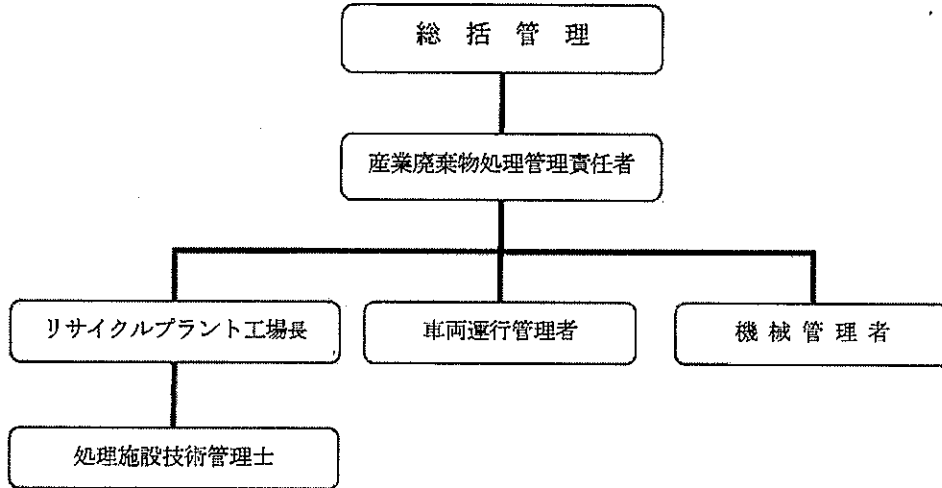 総括管理
産業廃棄物処理管理責任者
リサイクルプラント工場長
車両運行管理者
機械管理者
処理施設技術管理士